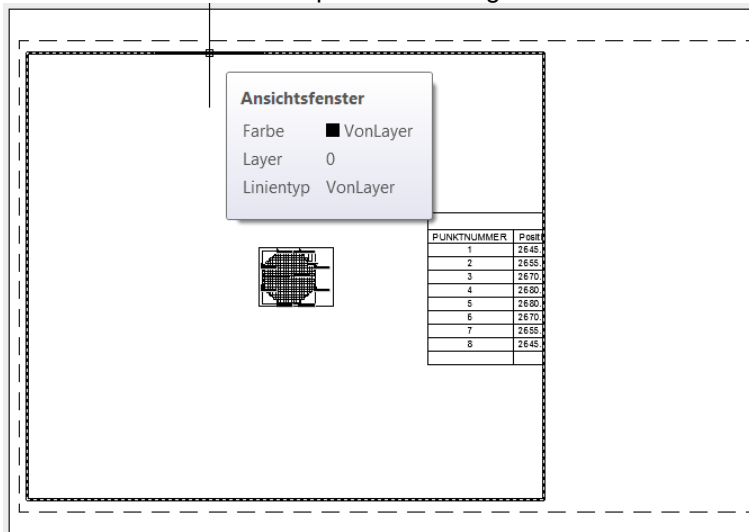 Ansichtsfenster
Farbe VonLayer
Layer 0
Linientyp VonLayer
PUNKTNUMMER
1 2645.
2 2655.
3 2670.
4 2680.
5 2680.
6 2670.
7 2655.
8 2645.